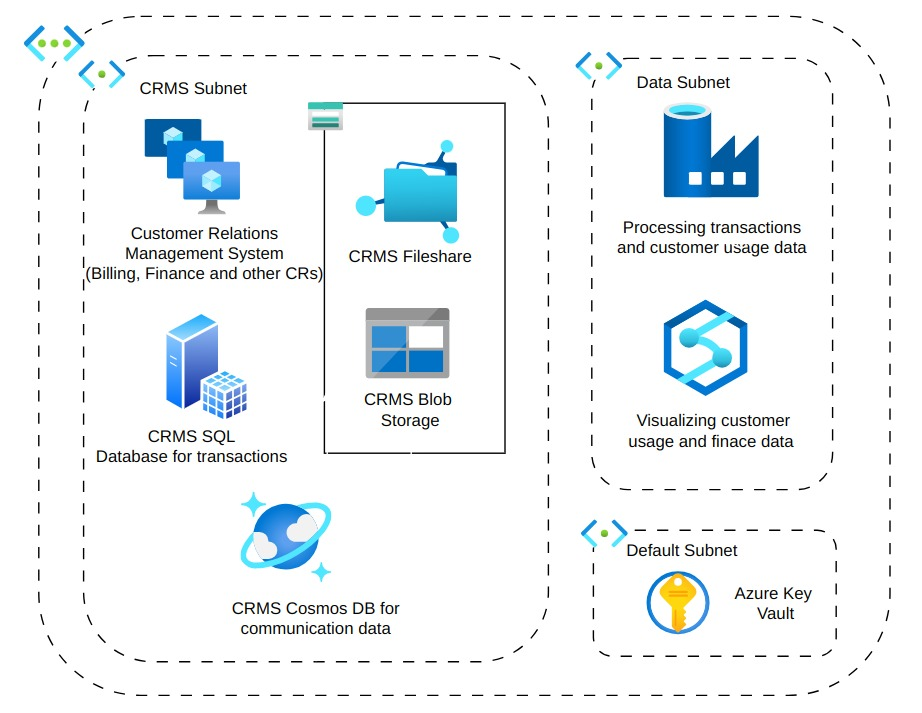 CRMS Subnet
Customer Relations
Management System
(Billing, Finance and other CRs)
CRMS Fileshare
CRMS SQL
Database for transactions
CRMS Blob
Storage
CRMS Cosmos DB for
communication data
Data Subnet
Processing transactions
and customer usage data
Visualizing customer
usage and finace data
Default Subnet
Azure Key
Vault